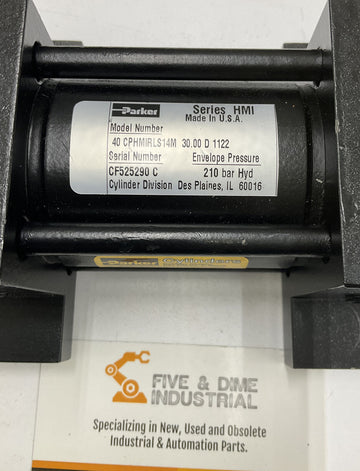 Parker Series HMI
Made In U.S.A.
Model Number
40 CPHMIRLS14M 30.00 D 1122
Serial Number Envelope Pressure
CF525290 C 210 bar Hyd
Cylinder Division Des Plaines, IL 60016
Parker Cylinders
FIVE & DIME
INDUSTRIAL
Specializing in New, Used and Obsolete
Industrial & Automation Parts.